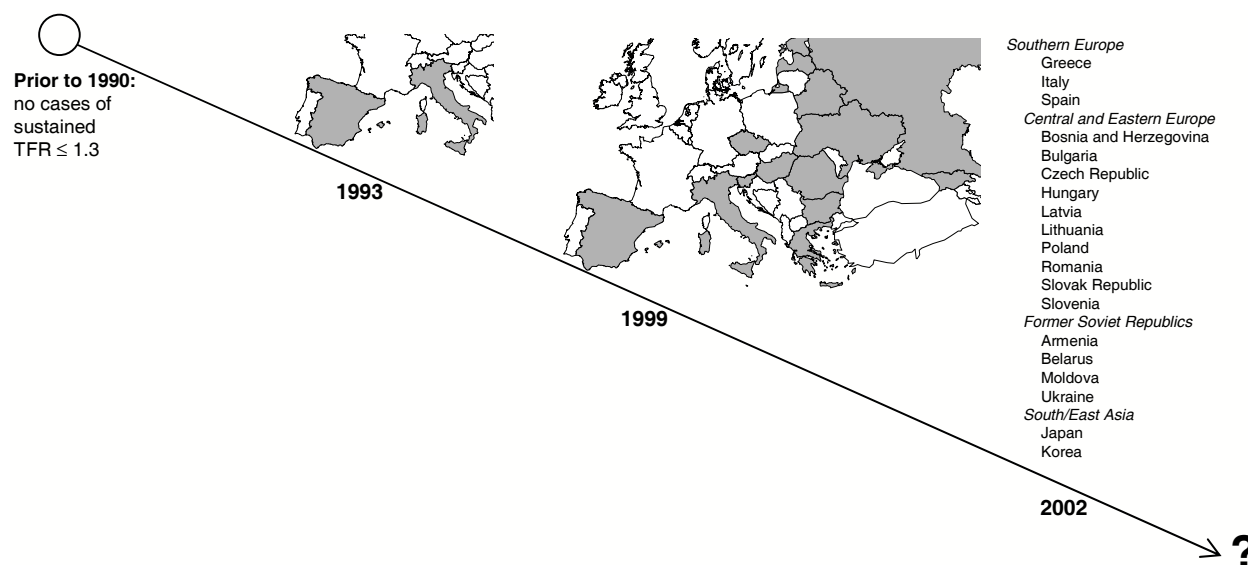 Prior to 1990:
no cases of
sustained
TFR ≤ 1.3
1993
1999
Southern Europe
Greece
Italy
Spain
Central and Eastern Europe
Bosnia and Herzegovina
Bulgaria
Czech Republic
Hungary
Latvia
Lithuania
Poland
Romania
Slovak Republic
Slovenia
Former Soviet Republics
Armenia
Belarus
Moldova
Ukraine
South/East Asia
Japan
Korea
2002
?